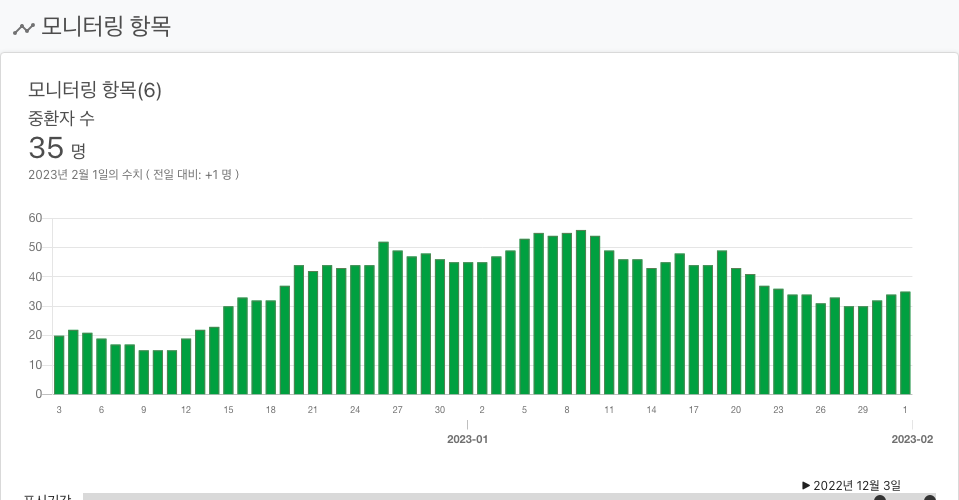 모니터링 항목
모니터링 항목(6)
중환자 수
35 명
2023년 2월 1일의 수치 ( 전일 대비: +1 명 )
60
50
40
30
20
10
0
3 6 9 12 15 18 21 24 27 30 2 5 8 11 14 17 20 23 26 29 1
2023-01 2023-02
▶ 2022년 12월 3일
표시기간